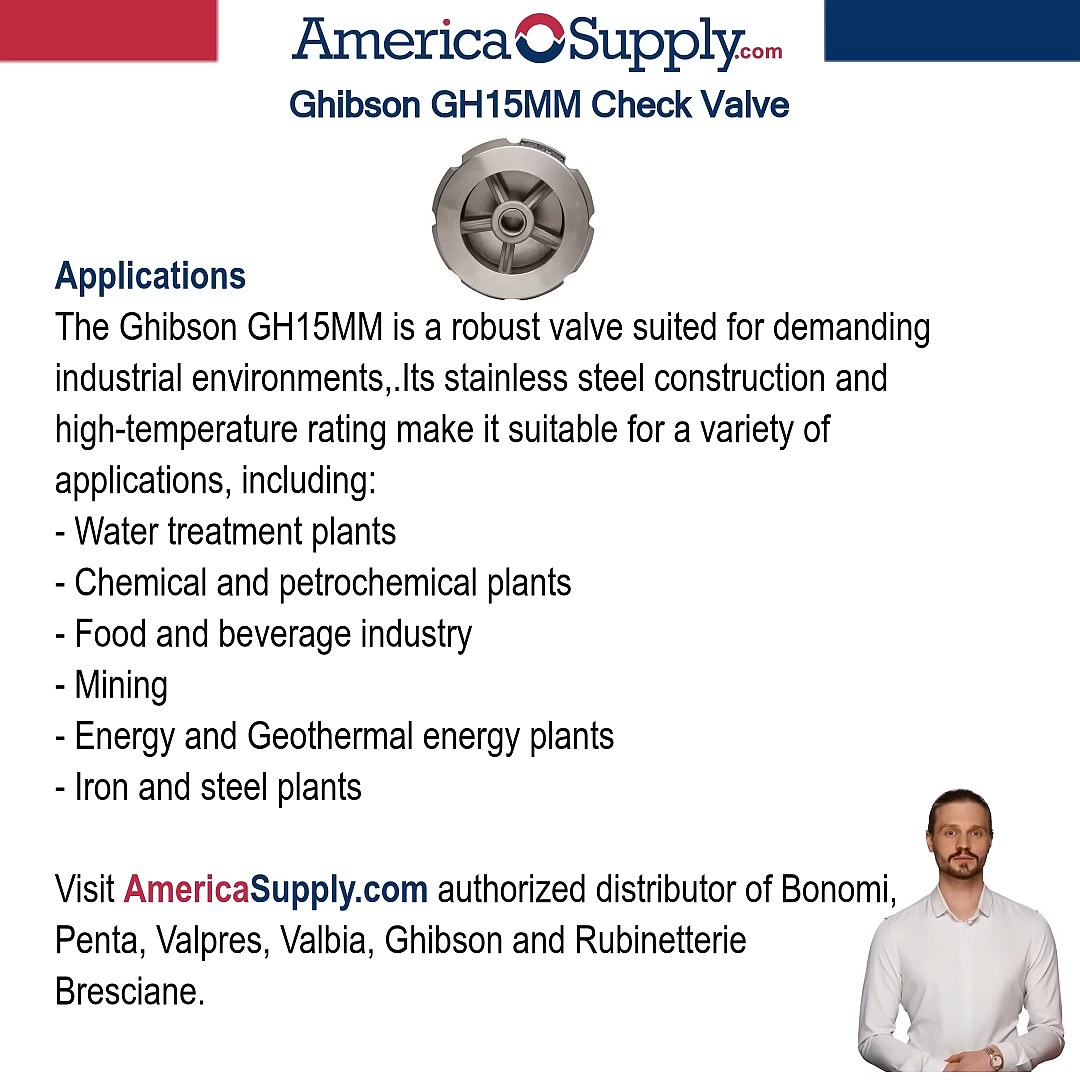 AmericaSupply.com
Ghibson GH15MM Check Valve
Applications
The Ghibson GH15MM is a robust valve suited for demanding
industrial environments,.Its stainless steel construction and
high-temperature rating make it suitable for a variety of
applications, including:
- Water treatment plants
- Chemical and petrochemical plants
- Food and beverage industry
- Mining
- Energy and Geothermal energy plants
- Iron and steel plants
Visit AmericaSupply.com authorized distributor of Bonomi,
Penta, Valpres, Valbia, Ghibson and Rubinetterie
Bresciane.